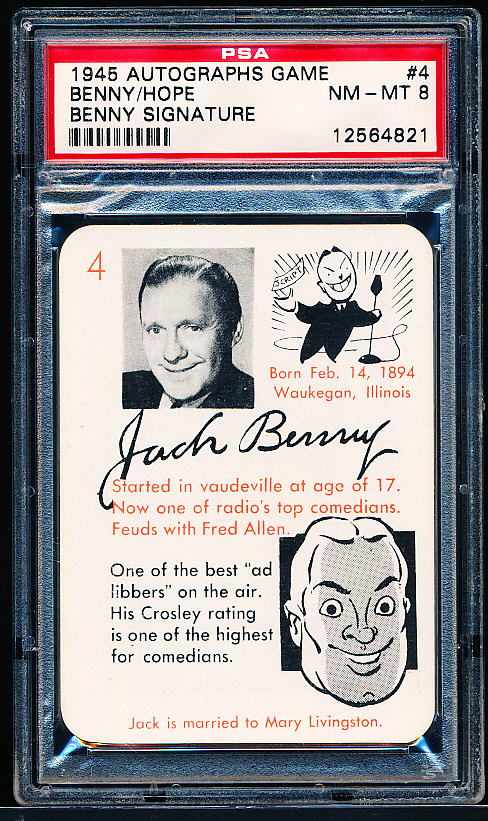 PSA
1945 AUTOGRAPHS GAME #4
BENNY/HOPE NM-MT 8
BENNY SIGNATURE
12564821
4
SCRIPT
Born Feb. 14, 1894
Waukegan, Illinois
Jack Benny
Started in vaudeville at age of 17.
Now one of radio's top comedians.
Feuds with Fred Allen.
One of the best "ad
libbers" on the air.
His Crosley rating
is one of the highest
for comedians.
Jack is married to Mary Livingston.